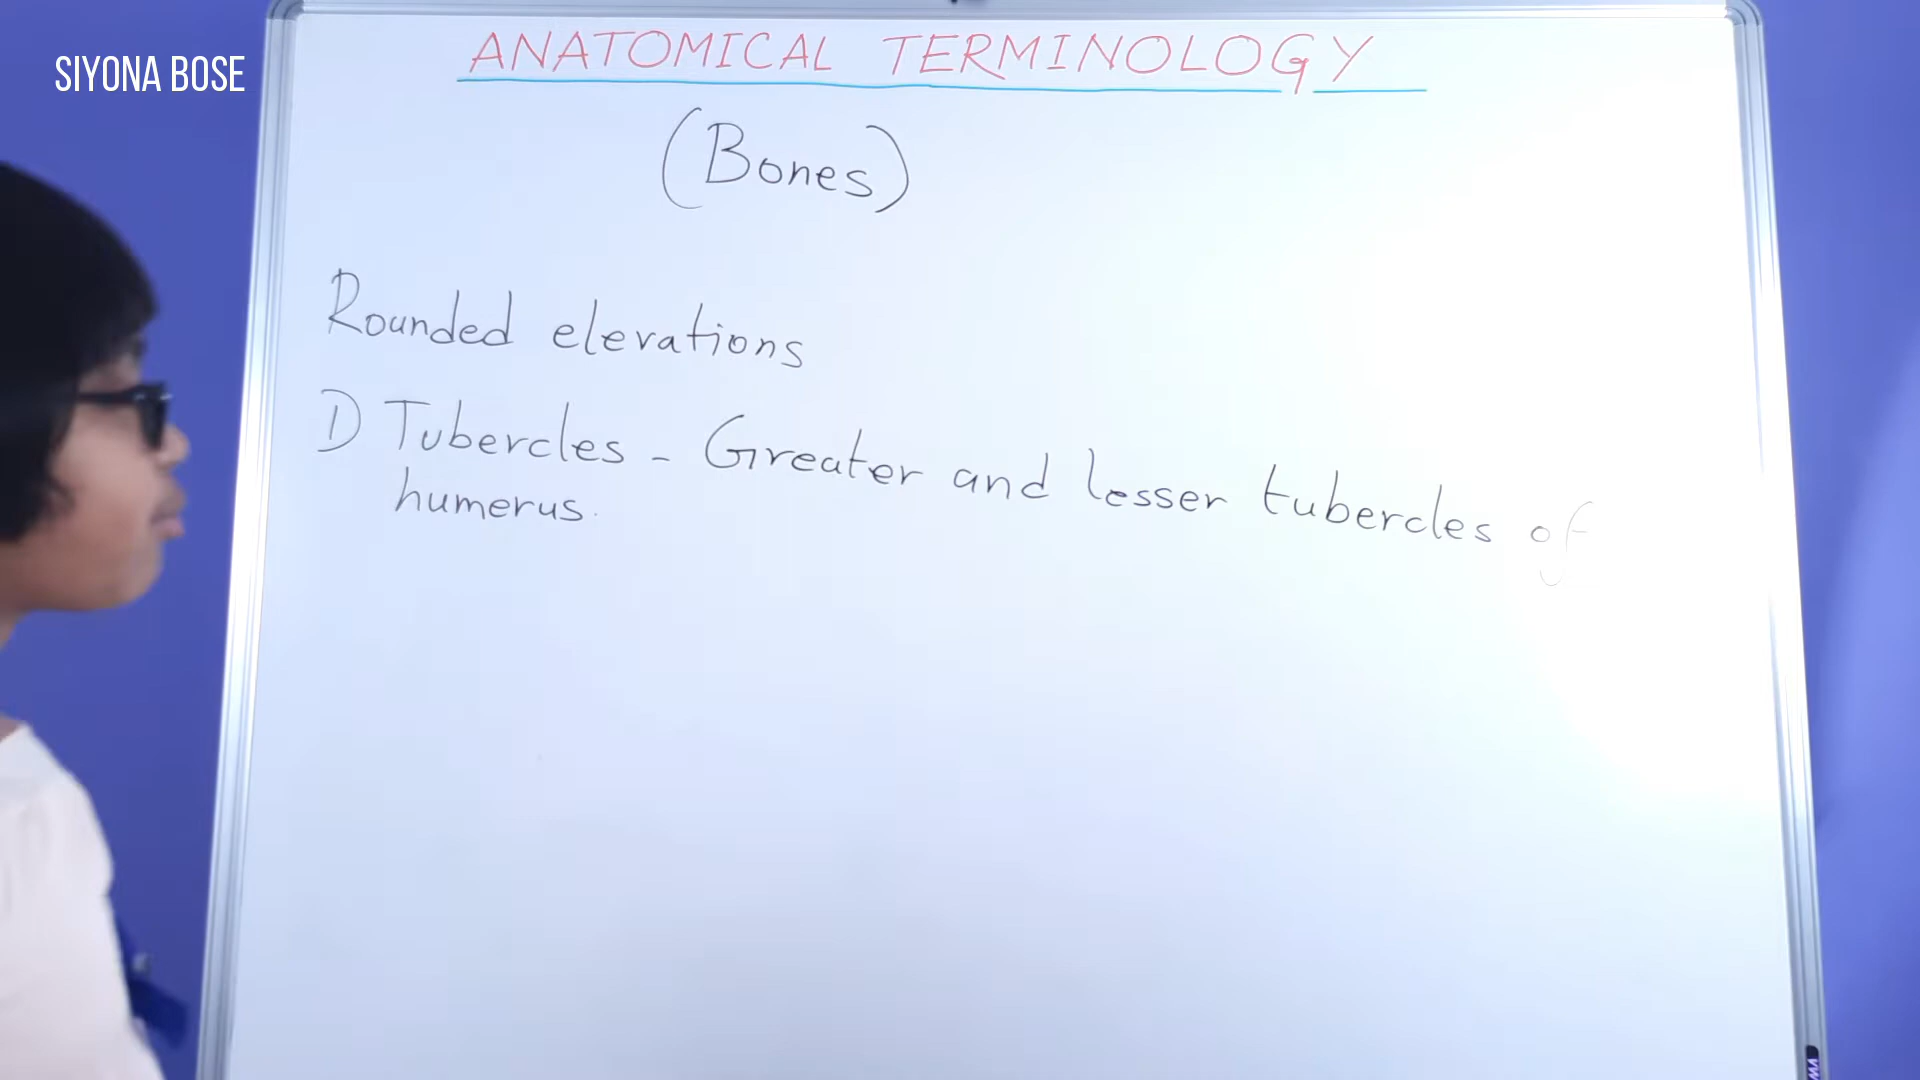 SIYONA BOSE
ANATOMICAL TERMINOLOGY
(Bones)
Rounded elevations
1) Tubercles - Greater and lesser tubercles of
humerus.